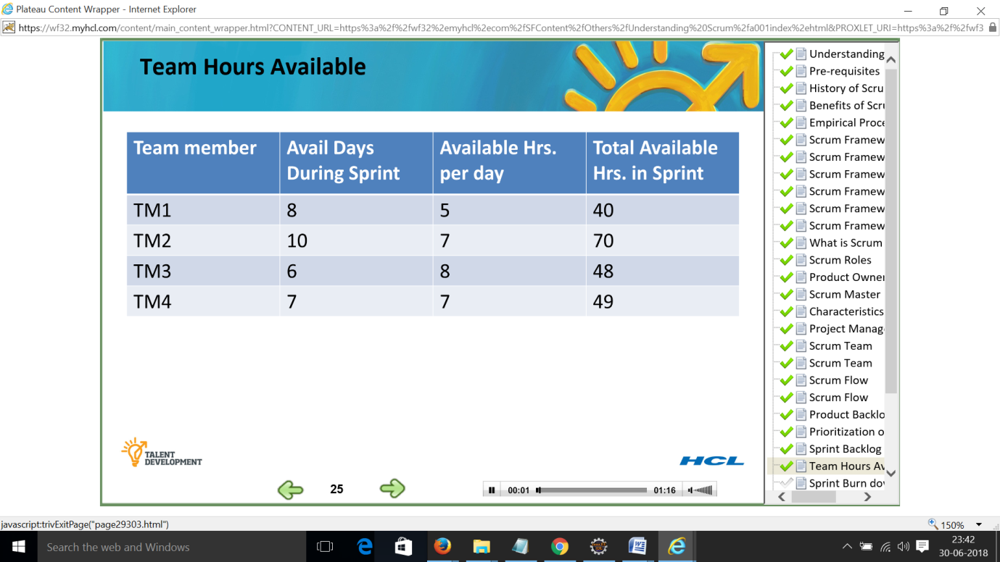 Plateau Content Wrapper - Internet Explorer
https://wf32.myhcl.com/content/main_content_wrapper.html?CONTENT_URL=https%3a%2f%2fwf32%2emyhcl%2ecom%2fSFContent%2fOthers%2fUnderstanding%20Scrum%2fa001index%2ehtml&PROXLET_URI=https%3a%2f%2fwf3
Team Hours Available
Team member Avail Days During Sprint Available Hrs. per day Total Available Hrs. in Sprint
TM1 8 5 40
TM2 10 7 70
TM3 6 8 48
TM4 7 7 49
TALENT
DEVELOPMENT
HCL
25
00:01 01:16
Understanding
Pre-requisites
History of Scru
Benefits of Scru
Empirical Proce
Scrum Framew
Scrum Framew
Scrum Framew
Scrum Framew
Scrum Framew
Scrum Framew
What is Scrum
Scrum Roles
Product Owner
Scrum Master
Characteristics
Project Manag
Scrum Team
Scrum Team
Scrum Flow
Scrum Flow
Product Backlo
Prioritization o
Sprint Backlog
Team Hours Av
Sprint Burn dov
javascript:trivExitPage("page29303.html")
150%
Search the web and Windows
23:42
30-06-2018